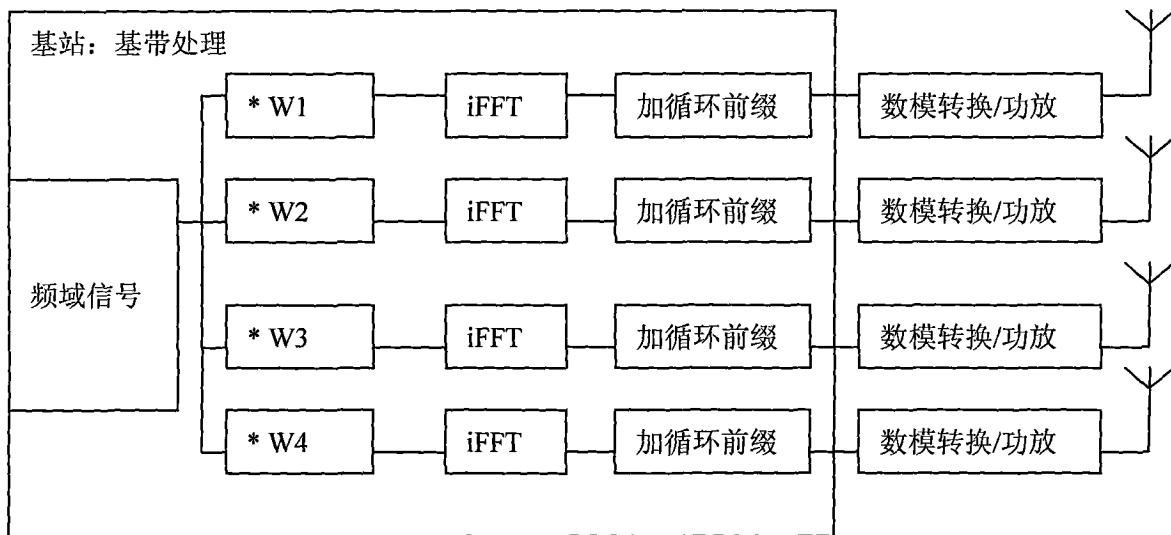 基站：基带处理
* W1 iFFT 加循环前缀 数模转换/功放
* W2 iFFT 加循环前缀 数模转换/功放
频域信号
* W3 iFFT 加循环前缀 数模转换/功放
* W4 iFFT 加循环前缀 数模转换/功放